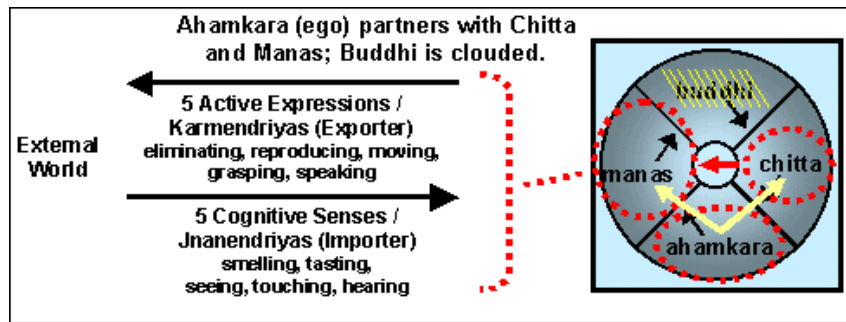 Ahamkara (ego) partners with Chitta
and Manas; Buddhi is clouded.
5 Active Expressions /
Karmendriyas (Exporter)
eliminating, reproducing, moving,
grasping, speaking
External
World
5 Cognitive Senses /
Jnanendriyas (Importer)
smelling, tasting,
seeing, touching, hearing
buddhi
manas
chitta
ahamkara